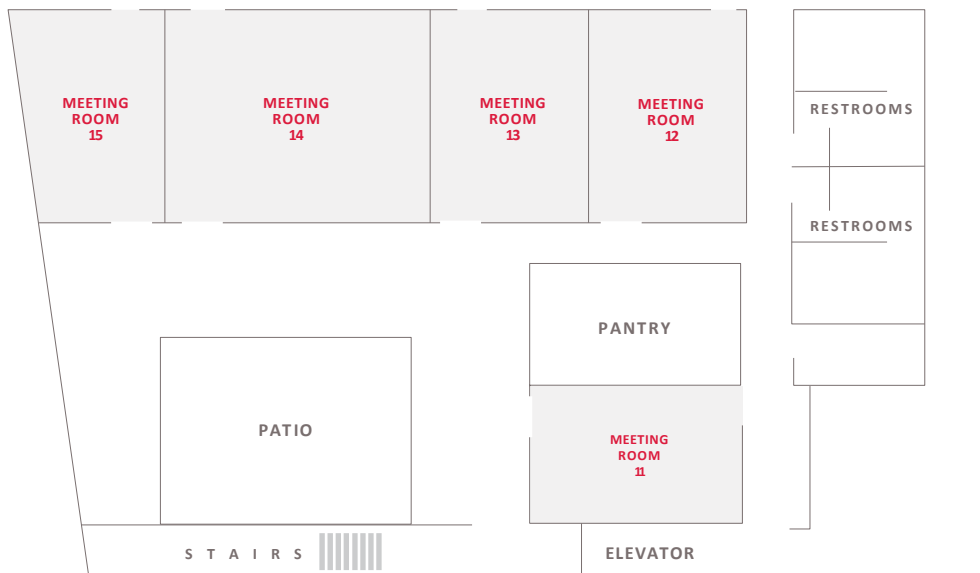 MEETING
ROOM
15
MEETING
ROOM
14
MEETING
ROOM
13
MEETING
ROOM
12
RESTROOMS
RESTROOMS
PANTRY
PATIO
MEETING
ROOM
11
STAIRS
ELEVATOR